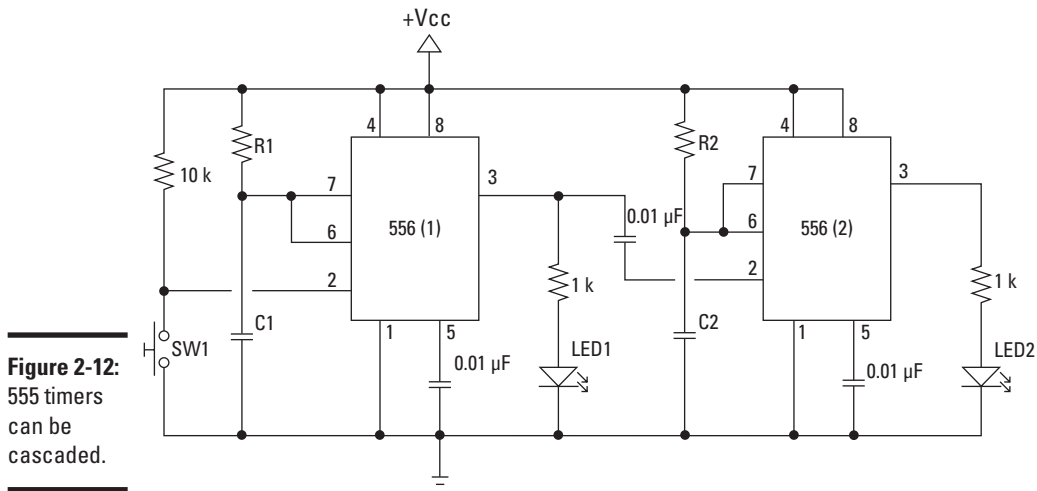 +Vcc
4
8
4
8
R1
R2
10 k
7
3
7
3
0.01 µF
6
556 (1)
6
556 (2)
2
2
1 k
1 k
C1
C2
SW1
1
5
LED1
1
5
LED2
0.01 µF
0.01 µF
Figure 2-12:
555 timers
can be
cascaded.